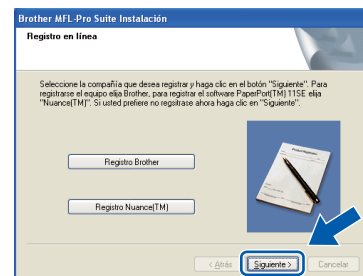 Brother MFL-Pro Suite Instalación
Registro en línea
Seleccione la compañía que desea registrar y haga clic en el botón "Siguiente". Para
registrarse el equipo elija Brother, para registrar el software PaperPort(TM) 11SE elija
"Nuance(TM)". Si usted prefiere no regsitrase ahora haga clic en "Siguiente".
Registro Brother
Registro Nuance(TM)
< Atrás
Siguiente >
Cancelar